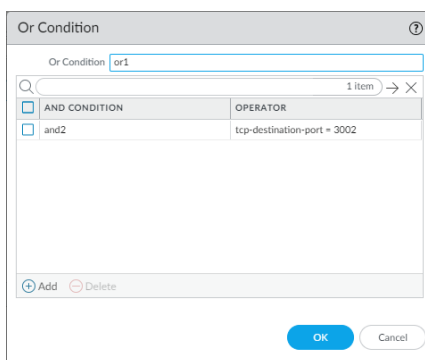 Or Condition
Or Condition or1
1 item
AND CONDITION OPERATOR
and2 tcp-destination-port = 3002
Add Delete
OK Cancel